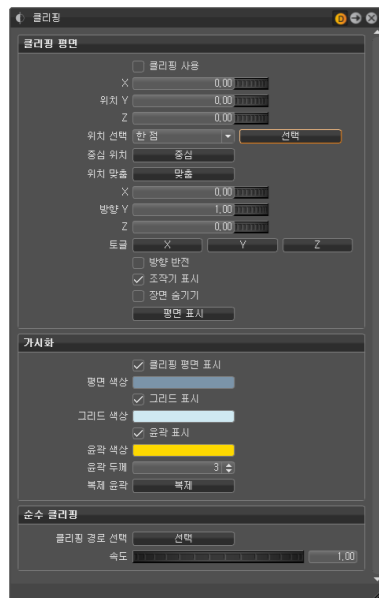 클리핑
D
클리핑 평면
클리핑 사용
X 0,00
위치 Y 0,00
Z 0,00
위치 선택 한 점 선택
중심 위치 중심
위치 맞춤 맞춤
X 0,00
방향 Y 1,00
Z 0,00
토글 X Y Z
방향 반전
조작기 표시
장면 숨기기
평면 표시
가시화
클리핑 평면 표시
평면 색상
그리드 표시
그리드 색상
윤곽 표시
윤곽 색상
윤곽 두께 3
복제 윤곽 복제
순수 클리핑
클리핑 경로 선택 선택
속도 1,00